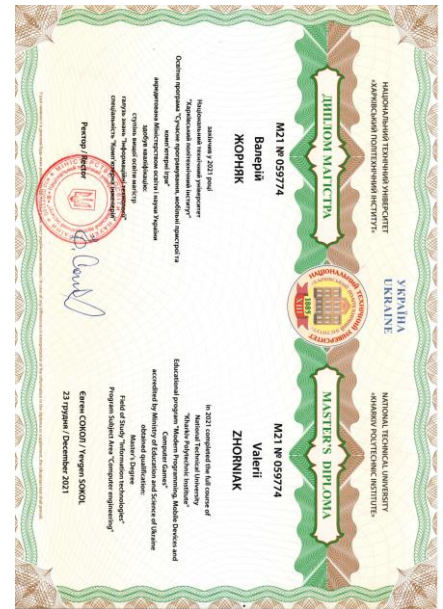 УКРАЇНА
UKRAINE
НАЦІОНАЛЬНИЙ ТЕХНІЧНИЙ УНІВЕРСИТЕТ
«ХАРКІВСЬКИЙ ПОЛІТЕХНІЧНИЙ ІНСТИТУТ»
ДИПЛОМ МАГІСТРА
М21 № 059774
Валерій
ЖОРНЯК
закінчив у 2021 році
Національний технічний університет
"Харківський політехнічний інститут"
Освітня програма "Сучасне програмування, мобільні пристрої та
комп'ютерні ігри"
акредитована Міністерством освіти і науки України
здобув кваліфікацію:
ступінь вищої освіти магістр
галузь знань "Інформаційні технології"
спеціальність "Комп'ютерна інженерія"
Ректор / Rector
НАЦІОНАЛЬНИЙ ТЕХНІЧНИЙ УНІВЕРСИТЕТ
1885
ХПІ
NATIONAL TECHNICAL UNIVERSITY
«KHARKIV POLYTECHNIC INSTITUTE»
MASTER'S DIPLOMA
M21 № 059774
Valerii
ZHORNIAK
in 2021 completed the full course of
National Technical University
"Kharkiv Polytechnic Institute"
Educational program "Modern Programming, Mobile Devices and
Computer Games"
accredited by Ministry of Education and Science of Ukraine
obtained qualification:
Master's Degree
Field of Study "Information technologies"
Program Subject Area "Computer engineering"
Євген СОКОЛ / Yevgen SOKOL
23 грудня / December 2021